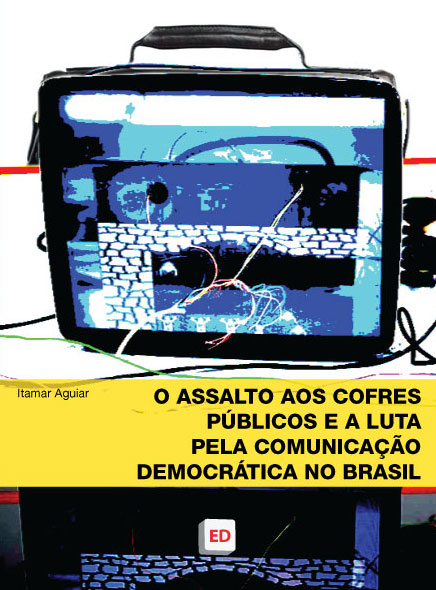 Itamar Aguiar
O ASSALTO AOS COFRES
PÚBLICOS E A LUTA
PELA COMUNICAÇÃO
DEMOCRÁTICA NO BRASIL
ED